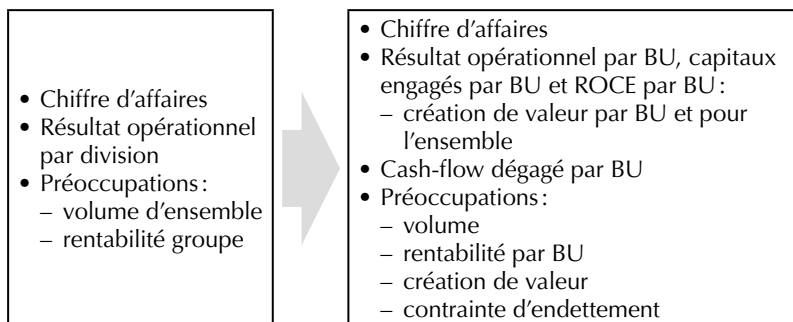 • Chiffre d'affaires
• Résultat opérationnel
par division
• Préoccupations :
– volume d'ensemble
– rentabilité groupe
• Chiffre d'affaires
• Résultat opérationnel par BU, capitaux
engagés par BU et ROCE par BU :
– création de valeur par BU et pour
l'ensemble
• Cash-flow dégagé par BU
• Préoccupations :
– volume
– rentabilité par BU
– création de valeur
– contrainte d'endettement